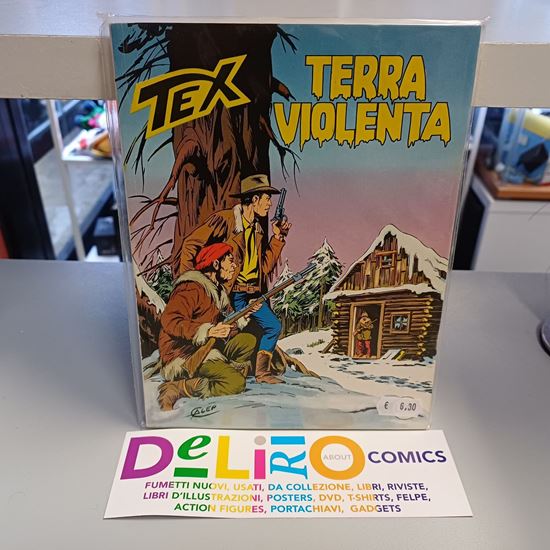 TEX
TERRA
VIOLENTA
GALEP
€ 6,30
DeLiRiO ABOUT COMICS
FUMETTI NUOVI, USATI, DA COLLEZIONE, LIBRI, RIVISTE,
LIBRI D'ILLUSTRAZIONI, POSTERS, DVD, T-SHIRTS, FELPE,
ACTION FIGURES, PORTACHIAVI, GADGETS